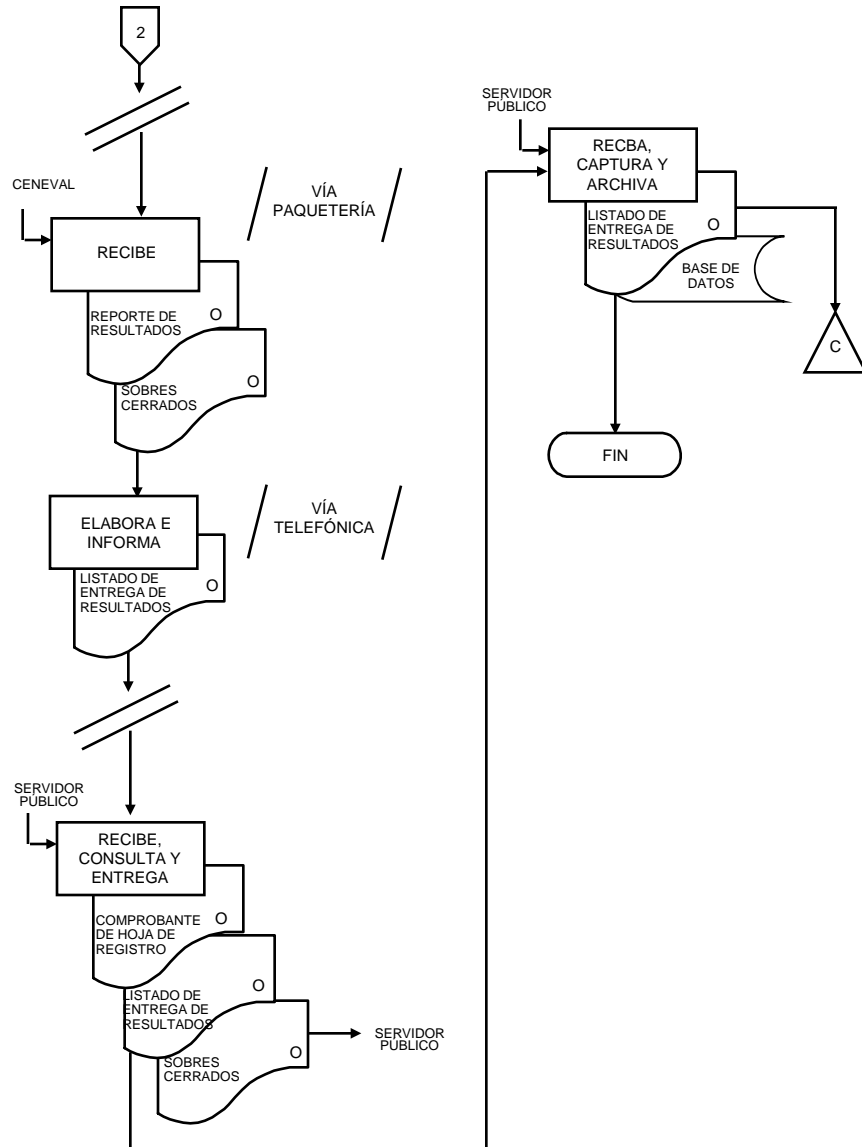 2
CENEVAL
VÍA
PAQUETERÍA
RECIBE
REPORTE DE
RESULTADOS
O
SOBRES
CERRADOS
O
ELABORA E
INFORMA
VÍA
TELEFÓNICA
LISTADO DE
ENTREGA DE
RESULTADOS
O
SERVIDOR
PÚBLICO
RECIBE,
CONSULTA Y
ENTREGA
COMPROBANTE
DE HOJA DE
REGISTRO
O
LISTADO DE
ENTREGA DE
RESULTADOS
O
SOBRES
CERRADOS
O
SERVIDOR
PÚBLICO
SERVIDOR
PÚBLICO
RECBA,
CAPTURA Y
ARCHIVA
LISTADO DE
ENTREGA DE
RESULTADOS
O
BASE DE
DATOS
C
FIN